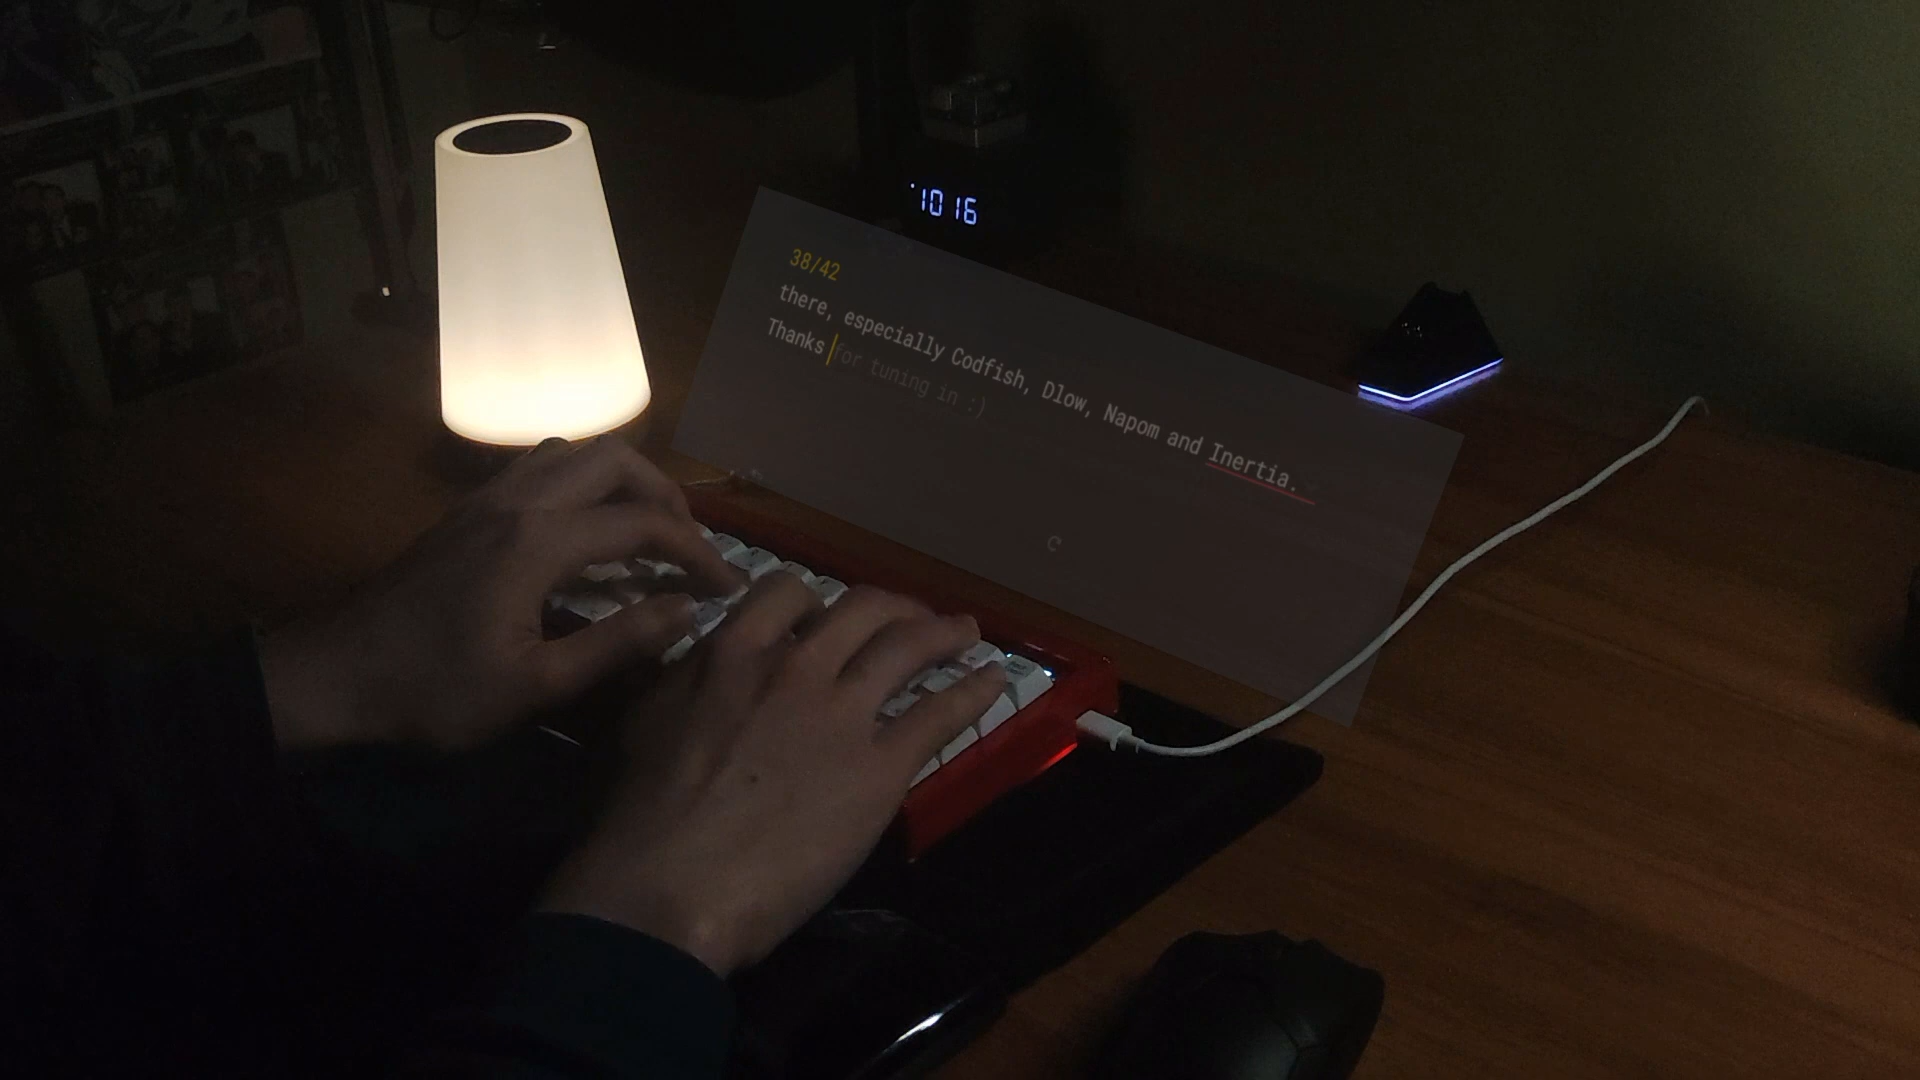 10 16
38/42
there, especially Codfish, Dlow, Napom and Inertia.
Thanks for tuning in :)